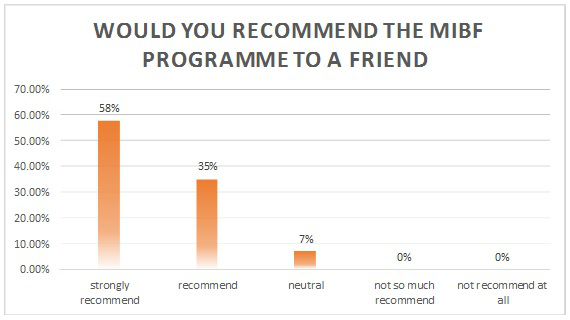 WOULD YOU RECOMMEND THE MIBF
PROGRAMME TO A FRIEND
70.00%
60.00%
50.00%
40.00%
30.00%
20.00%
10.00%
0.00%
58%
35%
7%
0%
0%
strongly
recommend
recommend
neutral
not so much
recommend
not recommend at
all